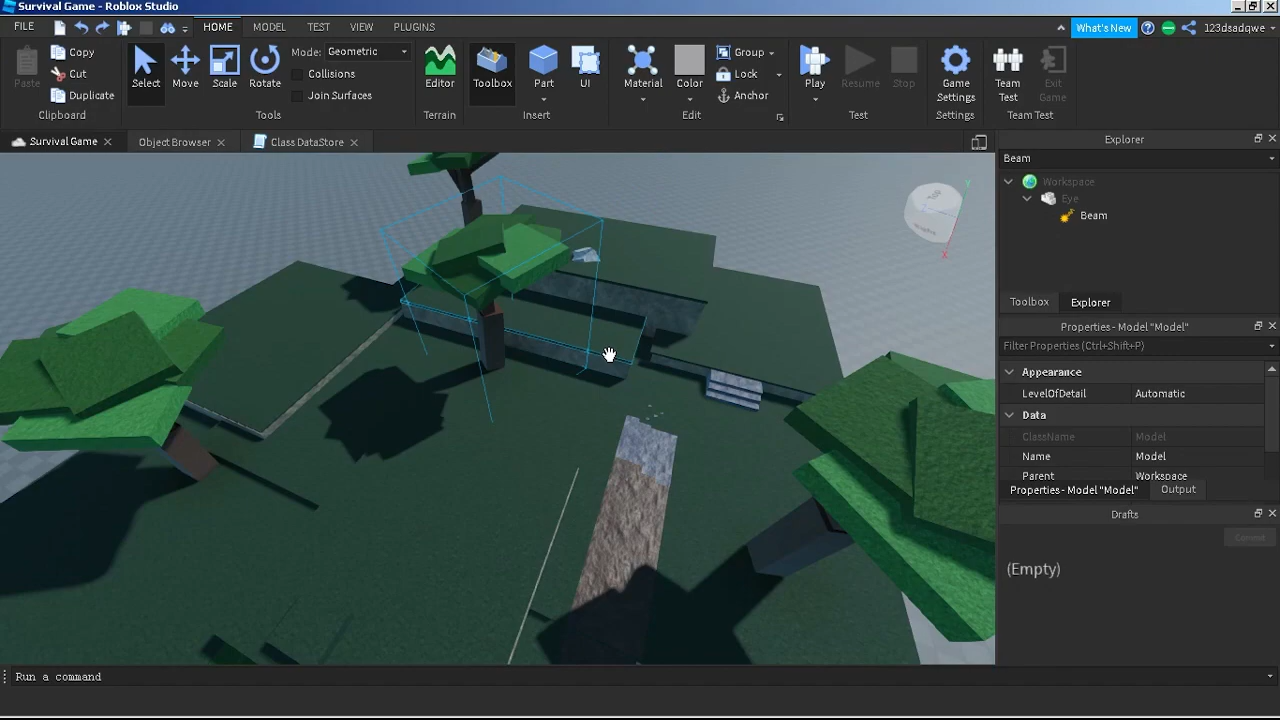 Survival Game - Roblox Studio
FILE HOME MODEL TEST VIEW PLUGINS
What's New 123dsadqwe
Paste Copy Cut Duplicate
Select Move Scale Rotate
Mode: Geometric
Collisions
Join Surfaces
Editor Toolbox Part UI
Material Color
Group
Lock
Anchor
Play Resume Stop
Game Settings
Team Test
Exit Game
Clipboard Tools Terrain Insert Edit Test Settings Team Test
Survival Game Object Browser Class DataStore
Explorer
Beam
Workspace
Eye
Beam
Y
X
Toolbox Explorer
Properties - Model "Model"
Filter Properties (Ctrl+Shift+P)
Appearance
LevelOfDetail Automatic
Data
ClassName Model
Name Model
Parent Workspace
Properties - Model "Model" Output
Drafts
Commit
(Empty)
Run a command